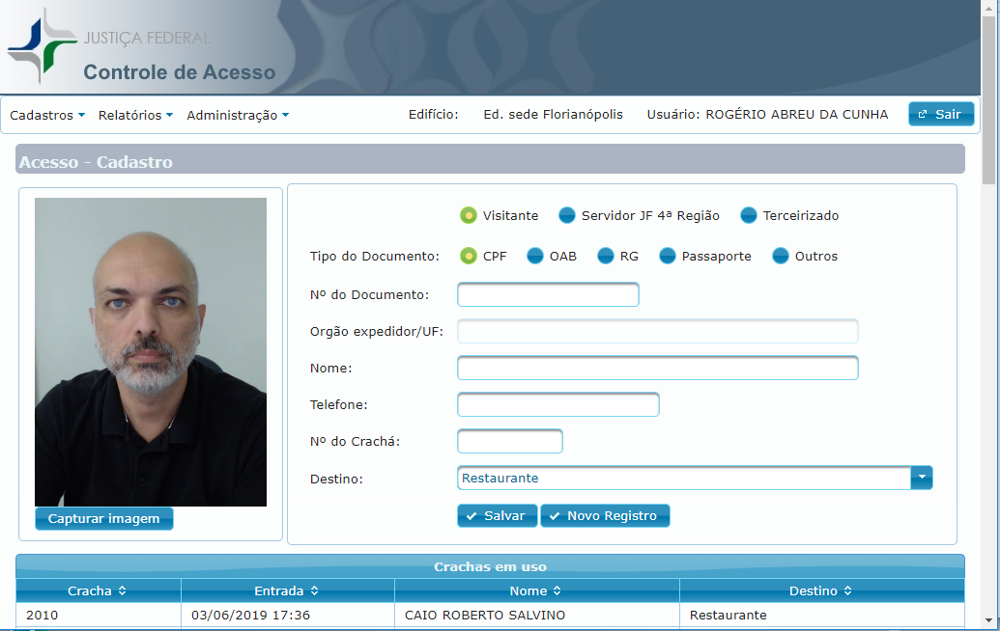 JUSTIÇA FEDERAL
Controle de Acesso
Cadastros Relatórios Administração Edifício: Ed. sede Florianópolis Usuário: ROGÉRIO ABREU DA CUNHA Sair
Acesso - Cadastro
Visitante Servidor JF 4ª Região Terceirizado
Tipo do Documento: CPF OAB RG Passaporte Outros
Nº do Documento:
Orgão expedidor/UF:
Nome:
Telefone:
Nº do Crachá:
Destino: Restaurante
Salvar Novo Registro
Capturar imagem
Crachas em uso
Cracha Entrada Nome Destino
2010 03/06/2019 17:36 CAIO ROBERTO SALVINO Restaurante